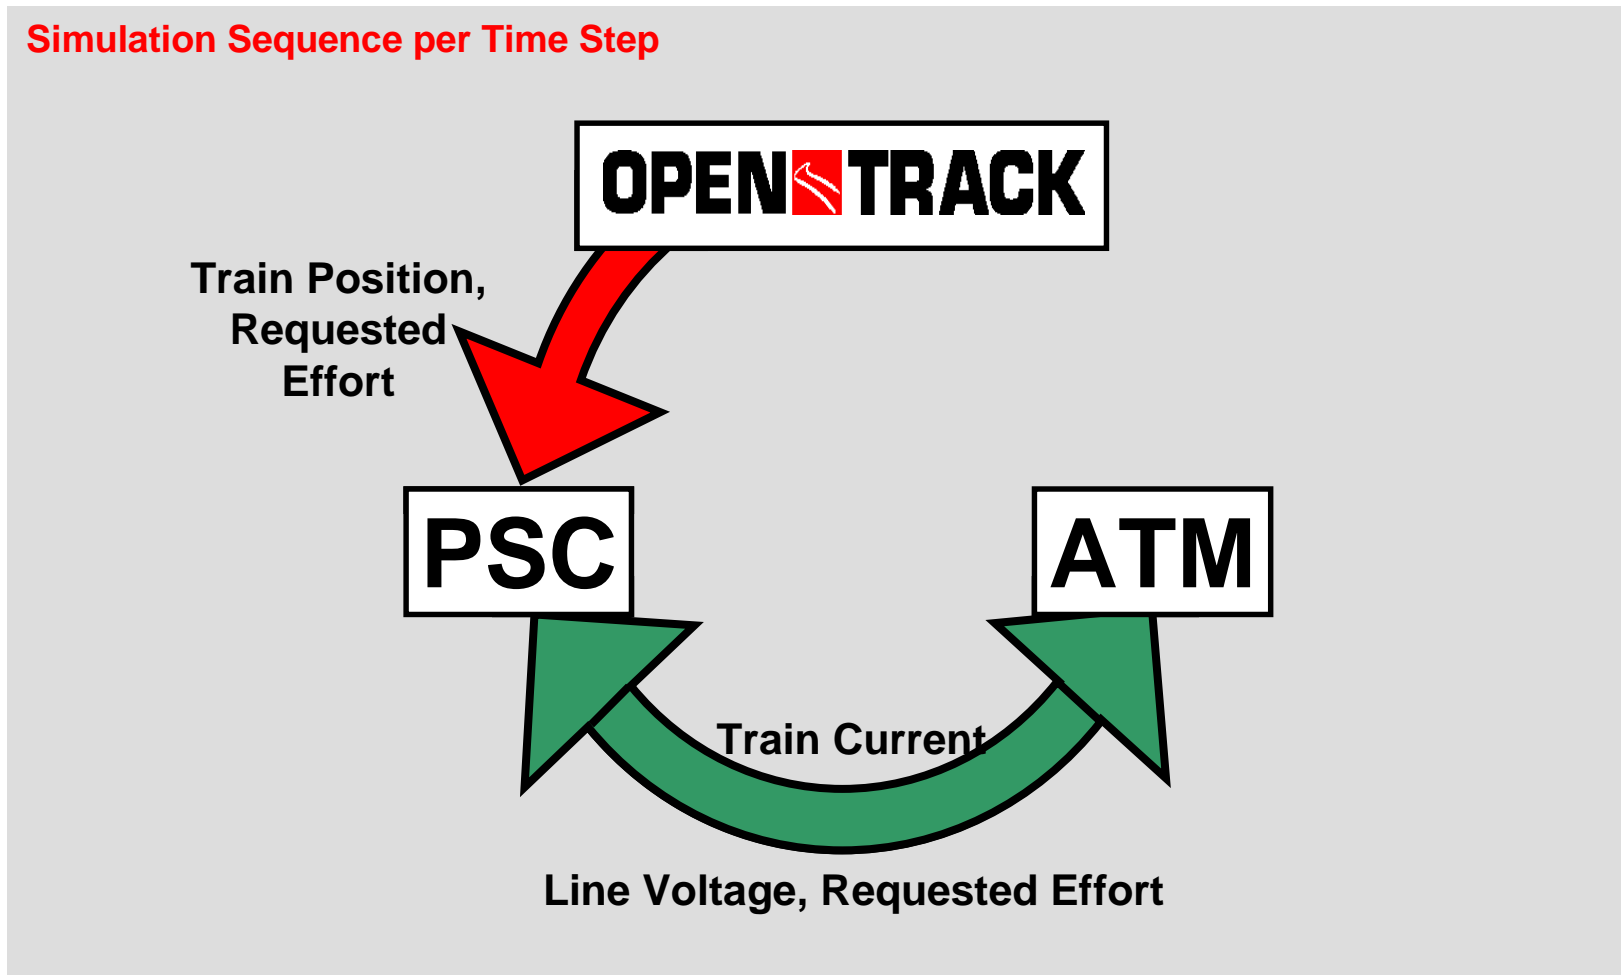 Simulation Sequence per Time Step
OPEN TRACK
Train Position,
Requested
Effort
PSC
ATM
Train Current
Line Voltage, Requested Effort